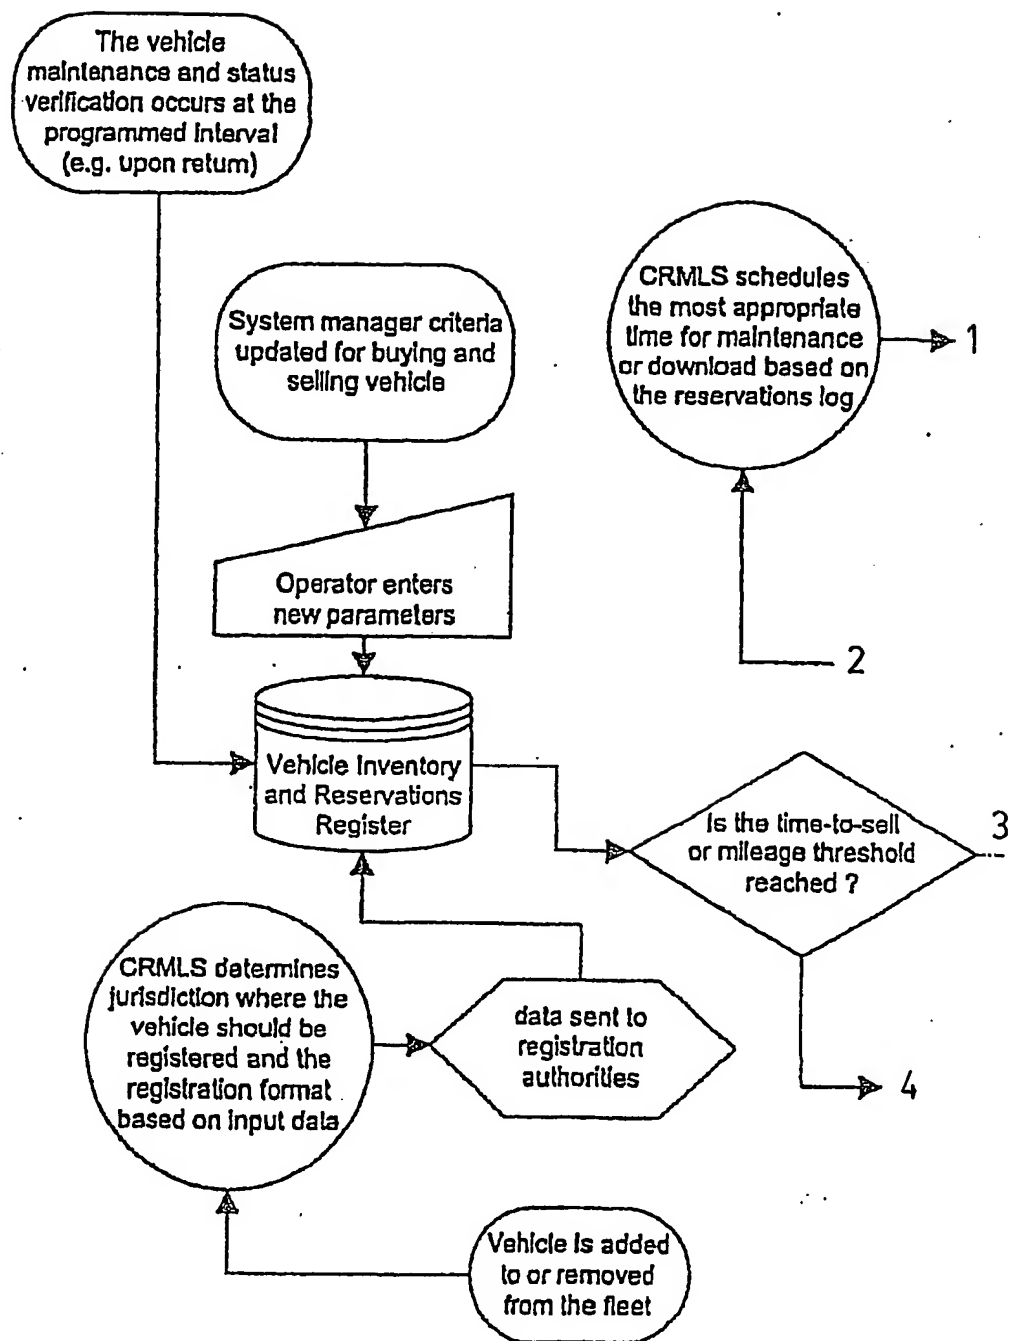 The vehicle
maintenance and status
verification occurs at the
programmed interval
(e.g. upon return)
System manager criteria
updated for buying and
selling vehicle
CRMLS schedules
the most appropriate
time for maintenance
or download based on
the reservations log
1
Operator enters
new parameters
2
Vehicle Inventory
and Reservations
Register
Is the time-to-sell
or mileage threshold
reached ?
3
CRMLS determines
jurisdiction where the
vehicle should be
registered and the
registration format
based on input data
data sent to
registration
authorities
4
Vehicle is added
to or removed
from the fleet